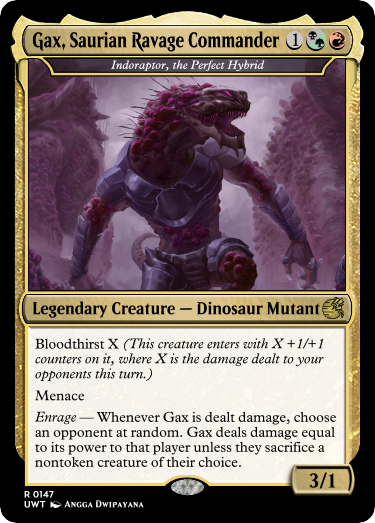 Gax, Saurian Ravage Commander 1
Indoraptor, the Perfect Hybrid
Legendary Creature — Dinosaur Mutant
Bloodthirst X (This creature enters with X +1/+1
counters on it, where X is the damage dealt to your
opponents this turn.)
Menace
Enrage — Whenever Gax is dealt damage, choose
an opponent at random. Gax deals damage equal
to its power to that player unless they sacrifice a
nontoken creature of their choice.
3/1
R 0147
UWT Angga Dwipayana